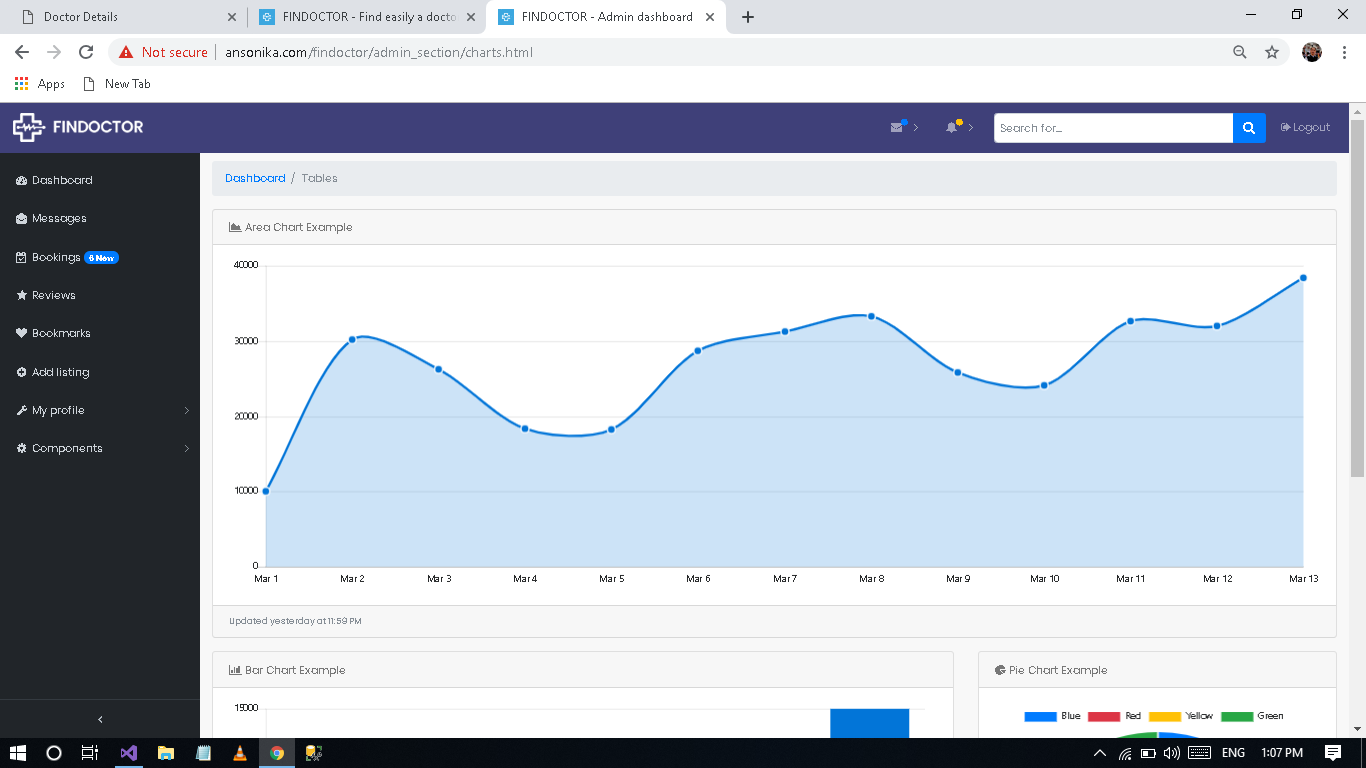 Doctor Details
FINDOCTOR - Find easily a docto
FINDOCTOR - Admin dashboard
Not secure
ansonika.com/findoctor/admin_section/charts.html
Apps
New Tab
FINDOCTOR
Search for...
Logout
Dashboard
Messages
Bookings 6 New
Reviews
Bookmarks
Add listing
My profile
Components
Dashboard / Tables
Area Chart Example
40000
30000
20000
10000
0
Mar 1 Mar 2 Mar 3 Mar 4 Mar 5 Mar 6 Mar 7 Mar 8 Mar 9 Mar 10 Mar 11 Mar 12 Mar 13
Updated yesterday at 11:59 PM
Bar Chart Example
15000
Pie Chart Example
Blue Red Yellow Green
ENG 1:07 PM